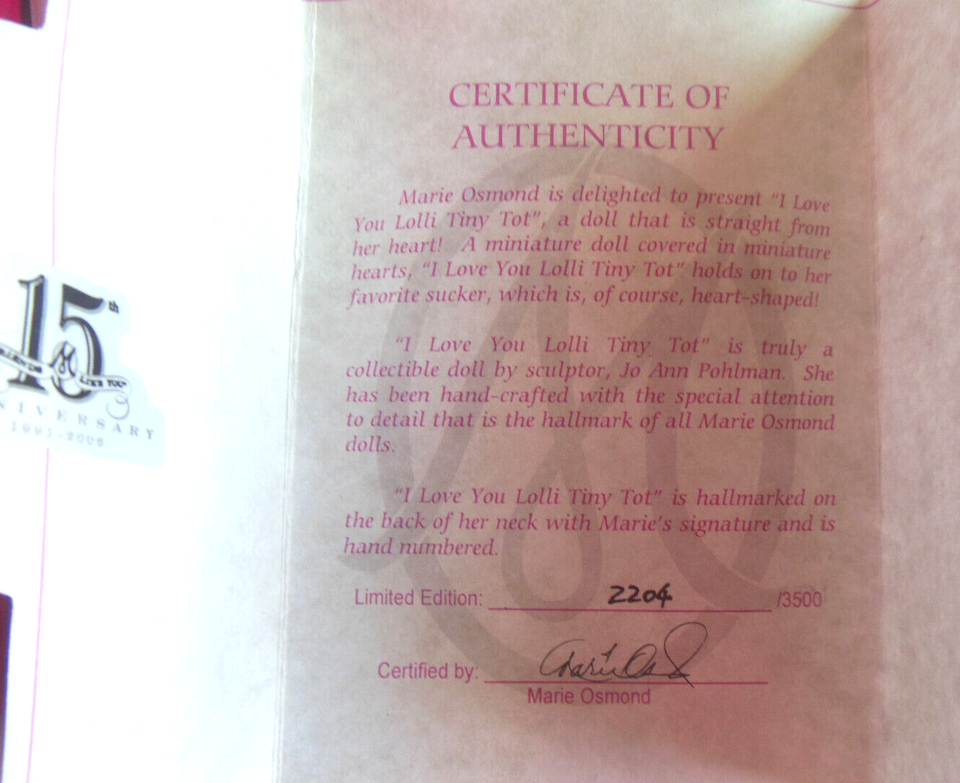 CERTIFICATE OF
AUTHENTICITY
Marie Osmond is delighted to present "I Love
You Lolli Tiny Tot", a doll that is straight from
her heart! A miniature doll covered in miniature
hearts, "I Love You Lolli Tiny Tot" holds on to her
favorite sucker, which is, of course, heart-shaped!
"I Love You Lolli Tiny Tot" is truly a
collectible doll by sculptor, Jo Ann Pohlman. She
has been hand-crafted with the special attention
to detail that is the hallmark of all Marie Osmond
dolls.
"I Love You Lolli Tiny Tot" is hallmarked on
the back of her neck with Marie's signature and is
hand numbered.
Limited Edition: 2204 /3500
Certified by:
Marie Osmond
15th
1991-2006